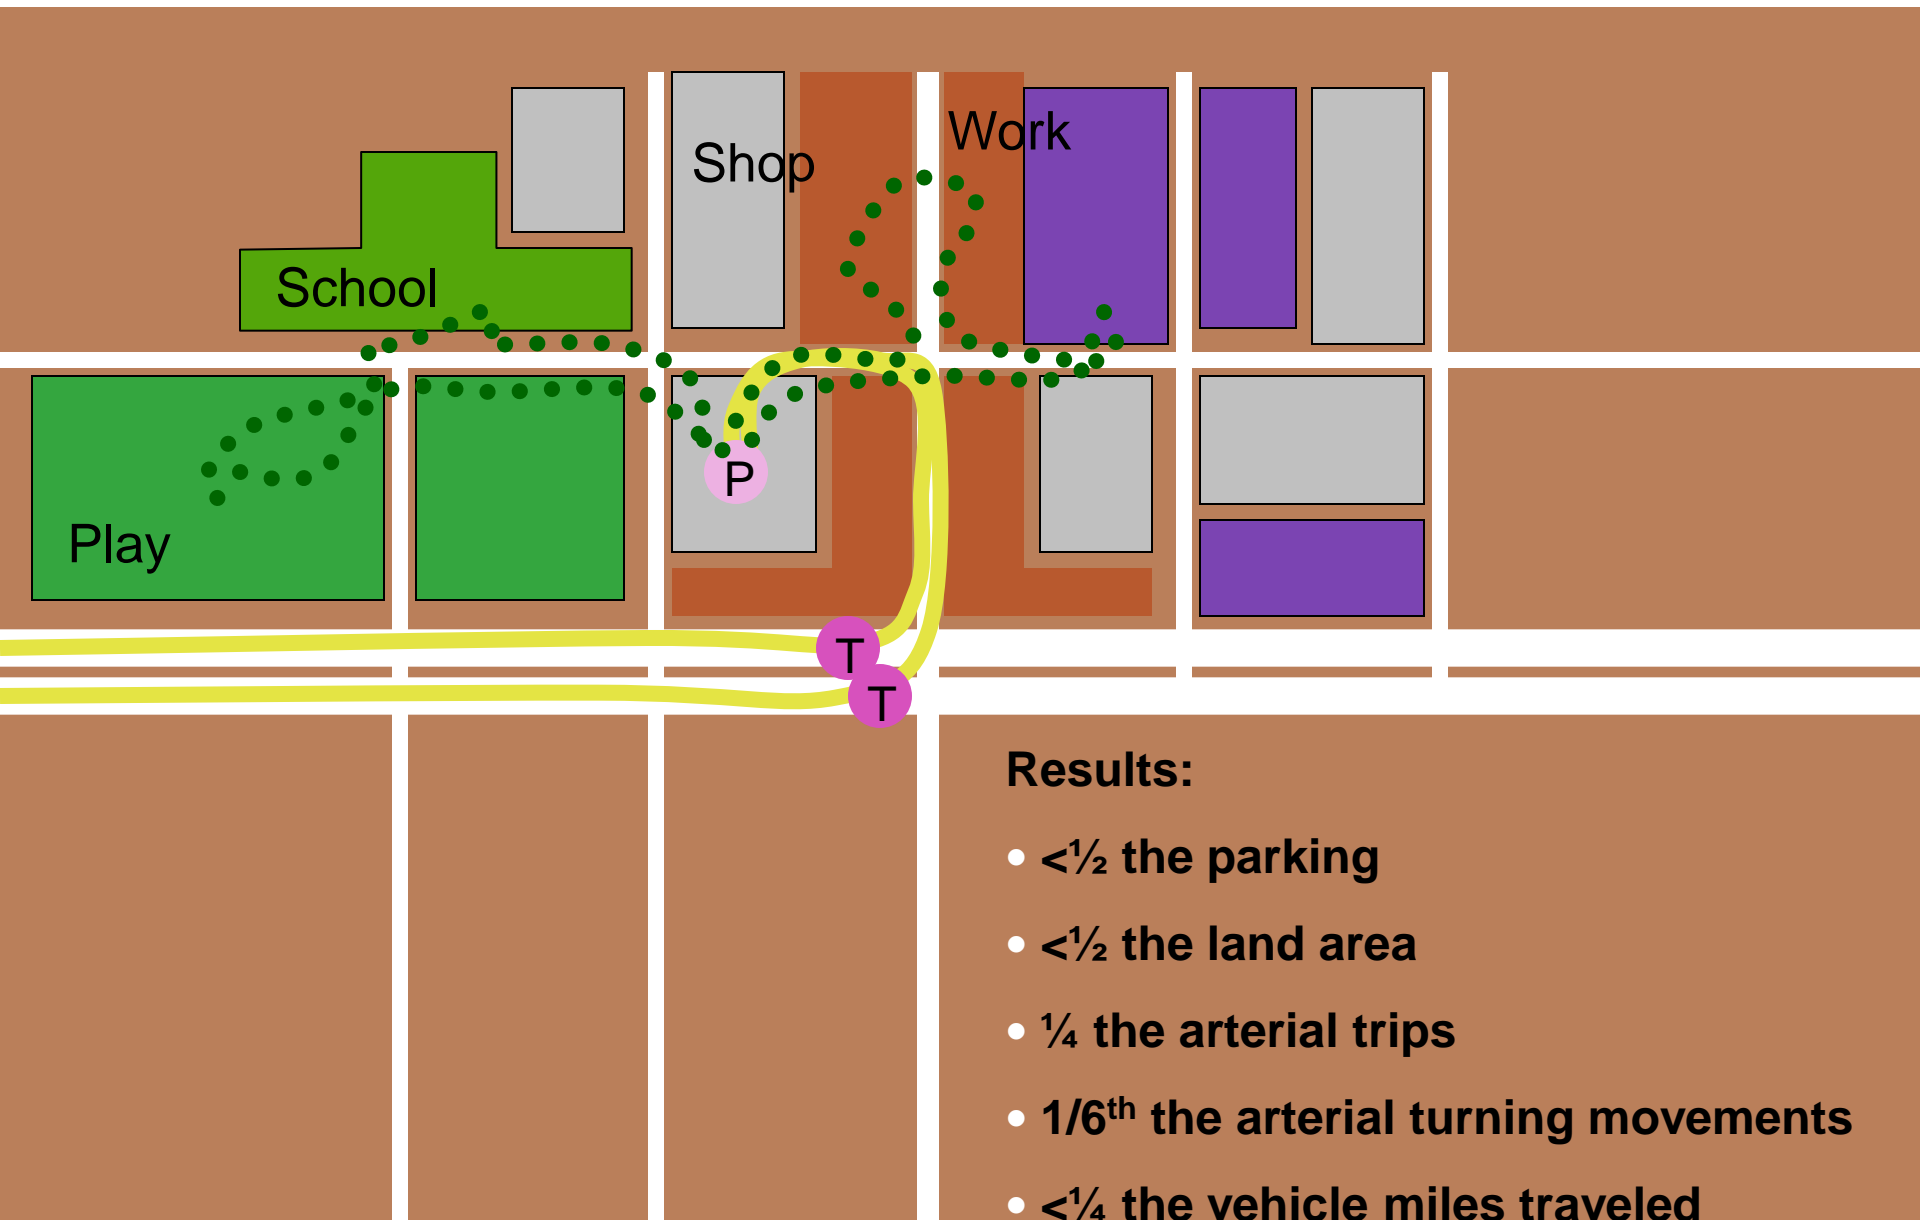 Work
Shop
School
P
Play
T
T
Results:
• <½ the parking
• <½ the land area
• ¼ the arterial trips
• 1/6th the arterial turning movements
• <¼ the vehicle miles traveled